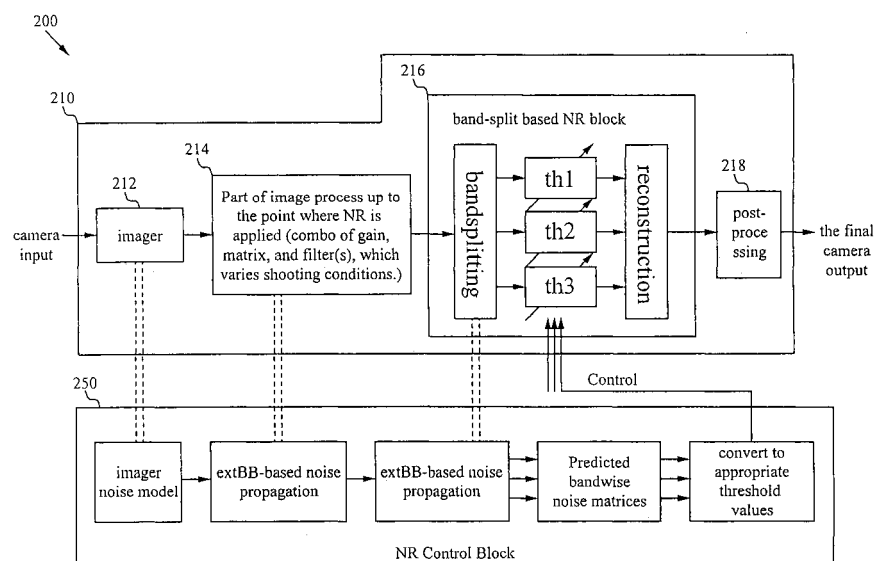 200
210
216
band-split based NR block
214
212
218
Part of image process up to
the point where NR is
applied (combo of gain,
matrix, and filter(s), which
varies shooting conditions.)
camera
input
imager
bandsplitting
th1
th2
th3
reconstruction
post-
proce
ssing
the final
camera
output
250
Control
imager
noise model
extBB-based noise
propagation
extBB-based noise
propagation
Predicted
bandwise
noise matrices
convert to
appropriate
threshold
values
NR Control Block